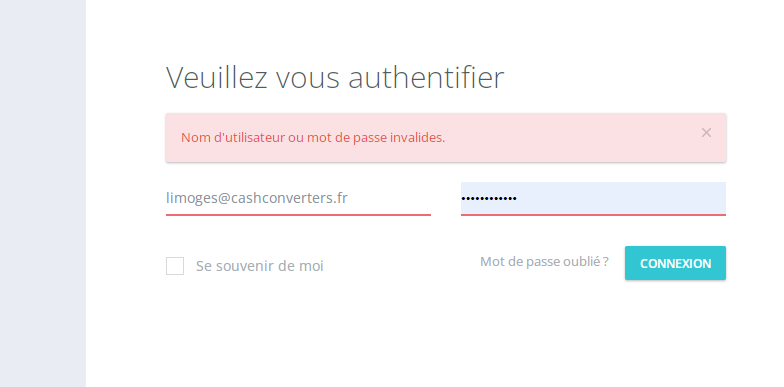 Veuillez vous authentifier
Nom d'utilisateur ou mot de passe invalides.
×
limoges@cashconverters.fr
••••••••••••
Se souvenir de moi
Mot de passe oublié ?
CONNEXION